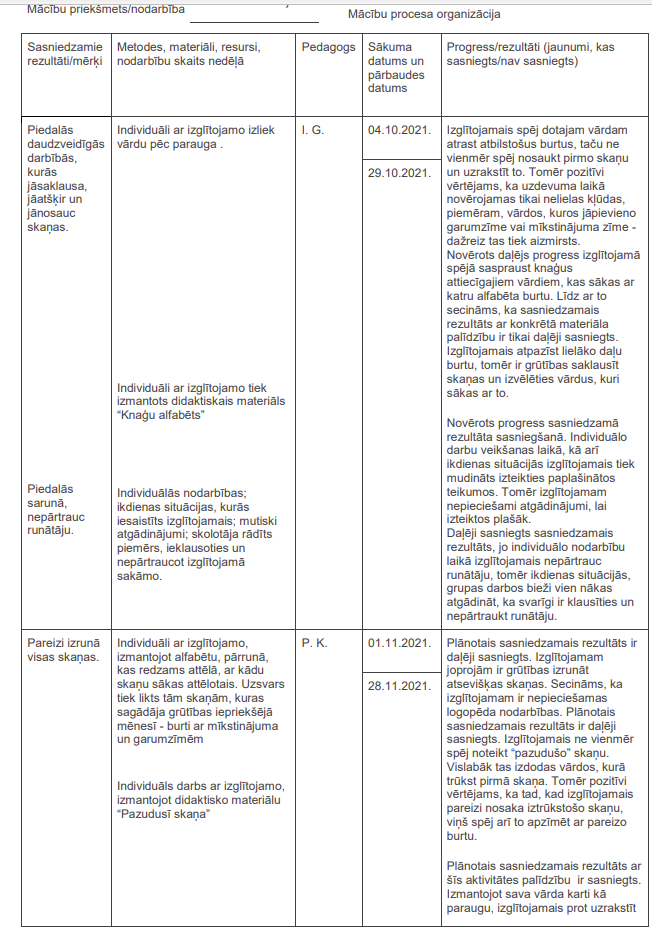 Mācību priekšmets/nodarbība
Mācību procesa organizācija
Sasniedzamie
rezultāti/mērķi
Metodes, materiāli, resursi,
nodarbību skaits nedēļā
Pedagogs
Sākuma
datums un
pārbaudes
datums
Progress/rezultāti (jaunumi, kas
sasniegts/nav sasniegts)
Piedalās
daudzveidīgās
darbībās,
kurās
jāsaklausa,
jāatšķir un
jānosauc
skaņas.
Individuāli ar izglītojamo izliek
vārdu pēc parauga .
I. G.
04.10.2021.
29.10.2021.
Izglītojamais spēj dotajam vārdam
atrast atbilstošus burtus, taču ne
vienmēr spēj nosaukt pirmo skaņu
un uzrakstīt to. Tomēr pozitīvi
vērtējams, ka uzdevuma laikā
novērojamas tikai nelielas kļūdas,
piemēram, vārdos, kuros jāpievieno
garumzīme vai mīkstinājuma zīme -
dažreiz tas tiek aizmirsts.
Novērots daļējs progress izglītojamā
spējā saspraust knaģus
attiecīgajiem vārdiem, kas sākas ar
katru alfabēta burtu. Līdz ar to
secināms, ka sasniedzamais
rezultāts ar konkrētā materiāla
palīdzību ir tikai daļēji sasniegts.
Izglītojamais atpazīst lielāko daļu
burtu, tomēr ir grūtības saklausīt
skaņas un izvēlēties vārdus, kuri
sākas ar to.
Individuāli ar izglītojamo tiek
izmantots didaktiskais materiāls
“Knaģu alfabēts”
Piedalās
sarunā,
nepārtrauc
runātāju.
Individuālās nodarbības;
ikdienas situācijas, kurās
iesaistīts izglītojamais; mutiski
atgādinājumi; skolotāja rādīts
piemērs, ieklausoties un
nepārtraucot izglītojamā
sakāmo.
Novērots progress sasniedzamā
rezultāta sasniegšanā. Individuālo
darbu veikšanas laikā, kā arī
ikdienas situācijās izglītojamais tiek
mudināts izteikties paplašinātos
teikumos. Tomēr izglītojamam
nepieciešami atgādinājumi, lai
izteiktos plašāk.
Daļēji sasniegts sasniedzamais
rezultāts, jo individuālo nodarbību
laikā izglītojamais nepārtrauc
runātāju, tomēr ikdienas situācijās,
grupas darbos bieži vien nākas
atgādināt, ka svarīgi ir klausīties un
nepārtraukt runātāju.
Pareizi izrunā
visas skaņas.
Individuāli ar izglītojamo,
izmantojot alfabētu, pārrunā,
kas redzams attēlā, ar kādu
skaņu sākas attēlotais. Uzsvars
tiek likts tām skaņām, kuras
sagādāja grūtības iepriekšējā
mēnesī - burti ar mīkstinājuma
un garumzīmēm
P. K.
01.11.2021.
28.11.2021.
Plānotais sasniedzamais rezultāts ir
daļēji sasniegts. Izglītojamam
joprojām ir grūtības izrunāt
atsevišķas skaņas. Secināms, ka
izglītojamam ir nepieciešamas
logopēda nodarbības. Plānotais
sasniedzamais rezultāts ir daļēji
sasniegts. Izglītojamais ne vienmēr
spēj noteikt “pazudušo” skaņu.
Vislabāk tas izdodas vārdos, kurā
trūkst pirmā skaņa. Tomēr pozitīvi
vērtējams, ka tad, kad izglītojamais
pareizi nosaka iztrūkstošo skaņu,
viņš spēj arī to apzīmēt ar pareizo
burtu.
Individuāls darbs ar izglītojamo,
izmantojot didaktisko materiālu
“Pazudusī skaņa”
Plānotais sasniedzamais rezultāts ar
šīs aktivitātes palīdzību ir sasniegts.
Izmantojot sava vārda karti kā
paraugu, izglītojamais prot uzrakstīt